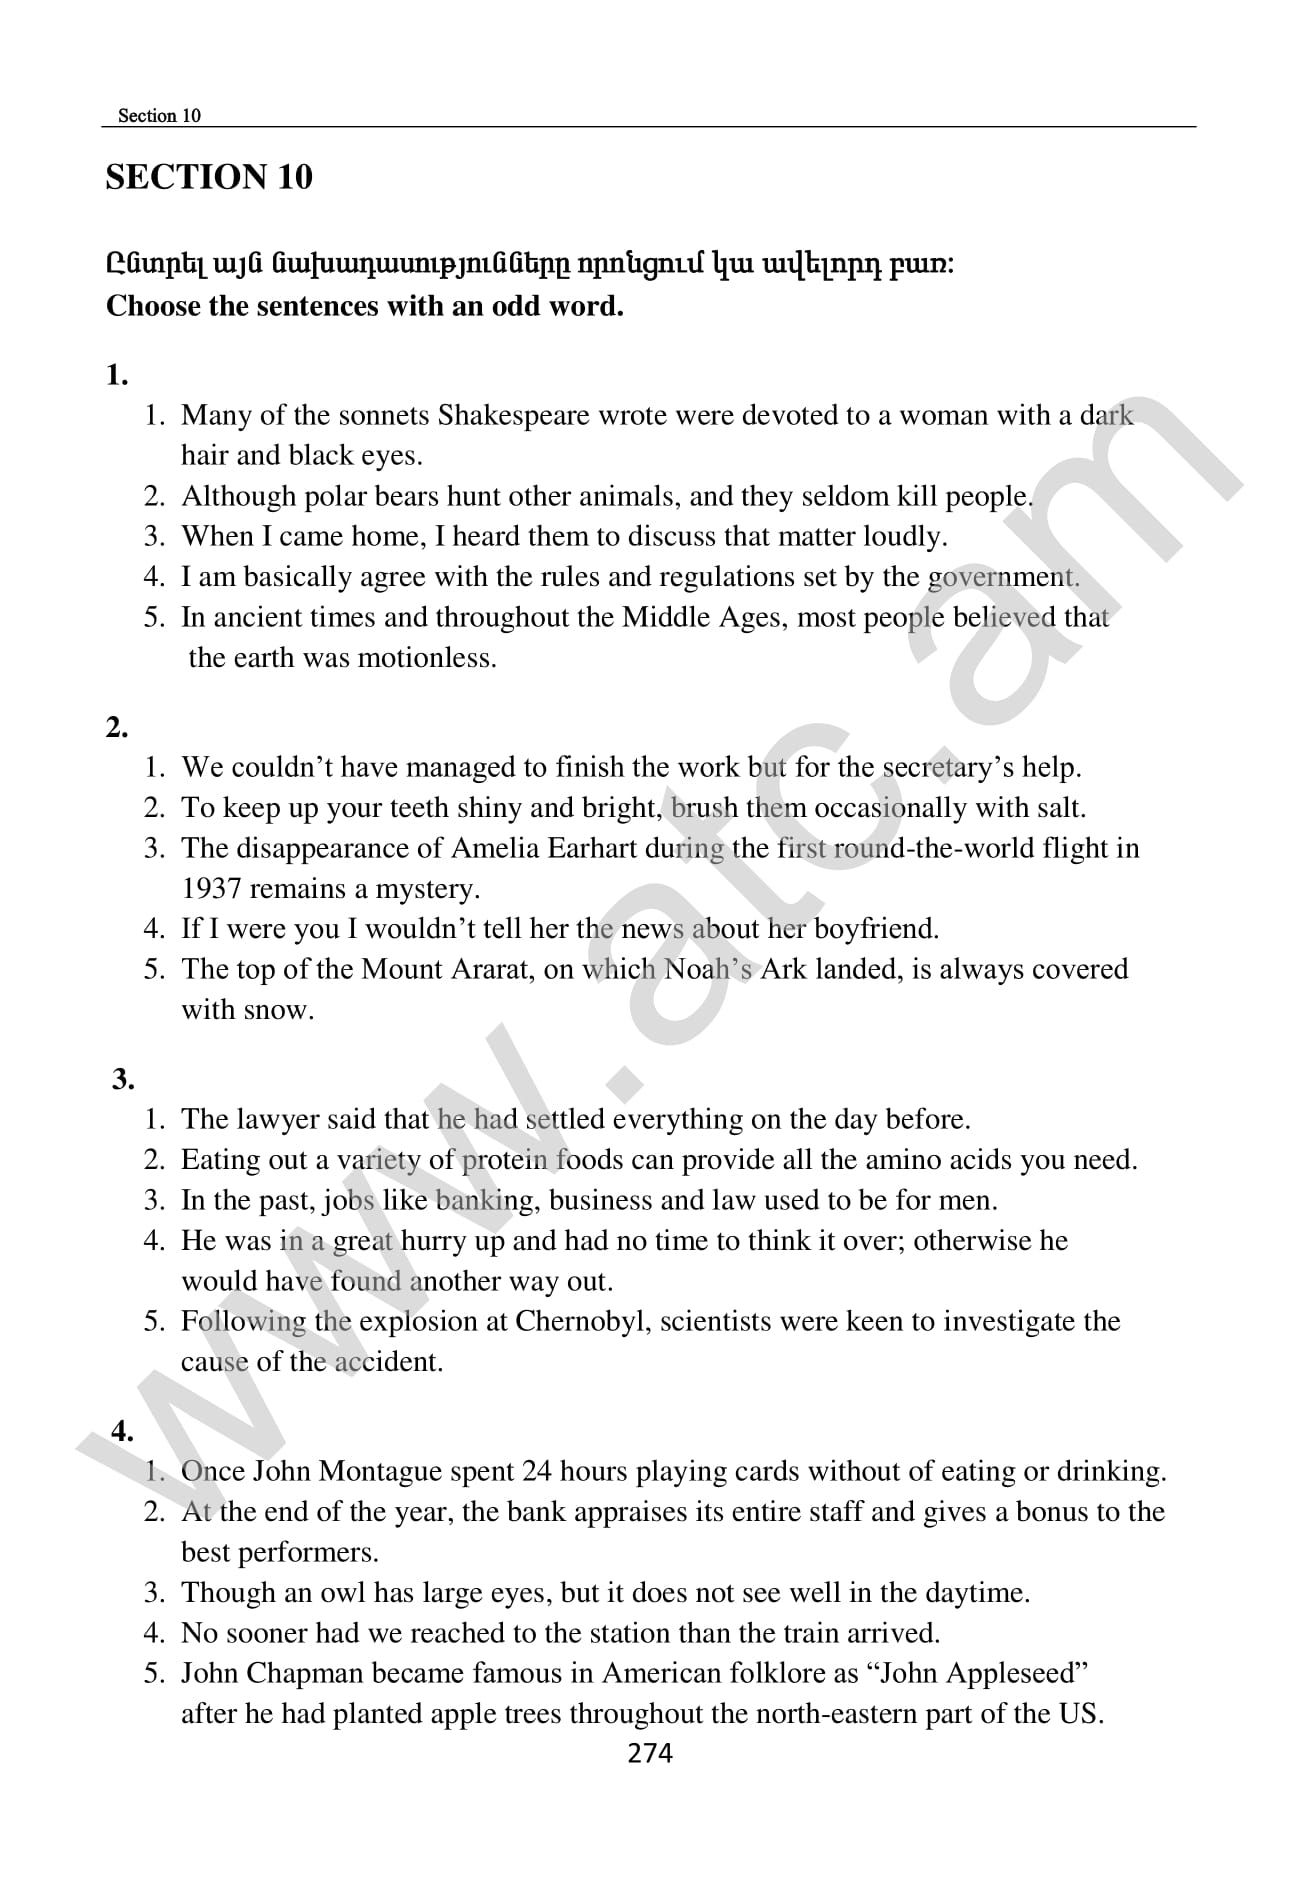 Section 10
SECTION 10
Ընտրել այն նախադասությունները որոնցում կա ավելորդ բառ:
Choose the sentences with an odd word.
1.
1. Many of the sonnets Shakespeare wrote were devoted to a woman with a dark
hair and black eyes.
2. Although polar bears hunt other animals, and they seldom kill people.
3. When I came home, I heard them to discuss that matter loudly.
4. I am basically agree with the rules and regulations set by the government.
5. In ancient times and throughout the Middle Ages, most people believed that
the earth was motionless.
2.
1. We couldn’t have managed to finish the work but for the secretary’s help.
2. To keep up your teeth shiny and bright, brush them occasionally with salt.
3. The disappearance of Amelia Earhart during the first round-the-world flight in
1937 remains a mystery.
4. If I were you I wouldn’t tell her the news about her boyfriend.
5. The top of the Mount Ararat, on which Noah’s Ark landed, is always covered
with snow.
3.
1. The lawyer said that he had settled everything on the day before.
2. Eating out a variety of protein foods can provide all the amino acids you need.
3. In the past, jobs like banking, business and law used to be for men.
4. He was in a great hurry up and had no time to think it over; otherwise he
would have found another way out.
5. Following the explosion at Chernobyl, scientists were keen to investigate the
cause of the accident.
4.
1. Once John Montague spent 24 hours playing cards without of eating or drinking.
2. At the end of the year, the bank appraises its entire staff and gives a bonus to the
best performers.
3. Though an owl has large eyes, but it does not see well in the daytime.
4. No sooner had we reached to the station than the train arrived.
5. John Chapman became famous in American folklore as “John Appleseed”
after he had planted apple trees throughout the north-eastern part of the US.
274
www.atc.am